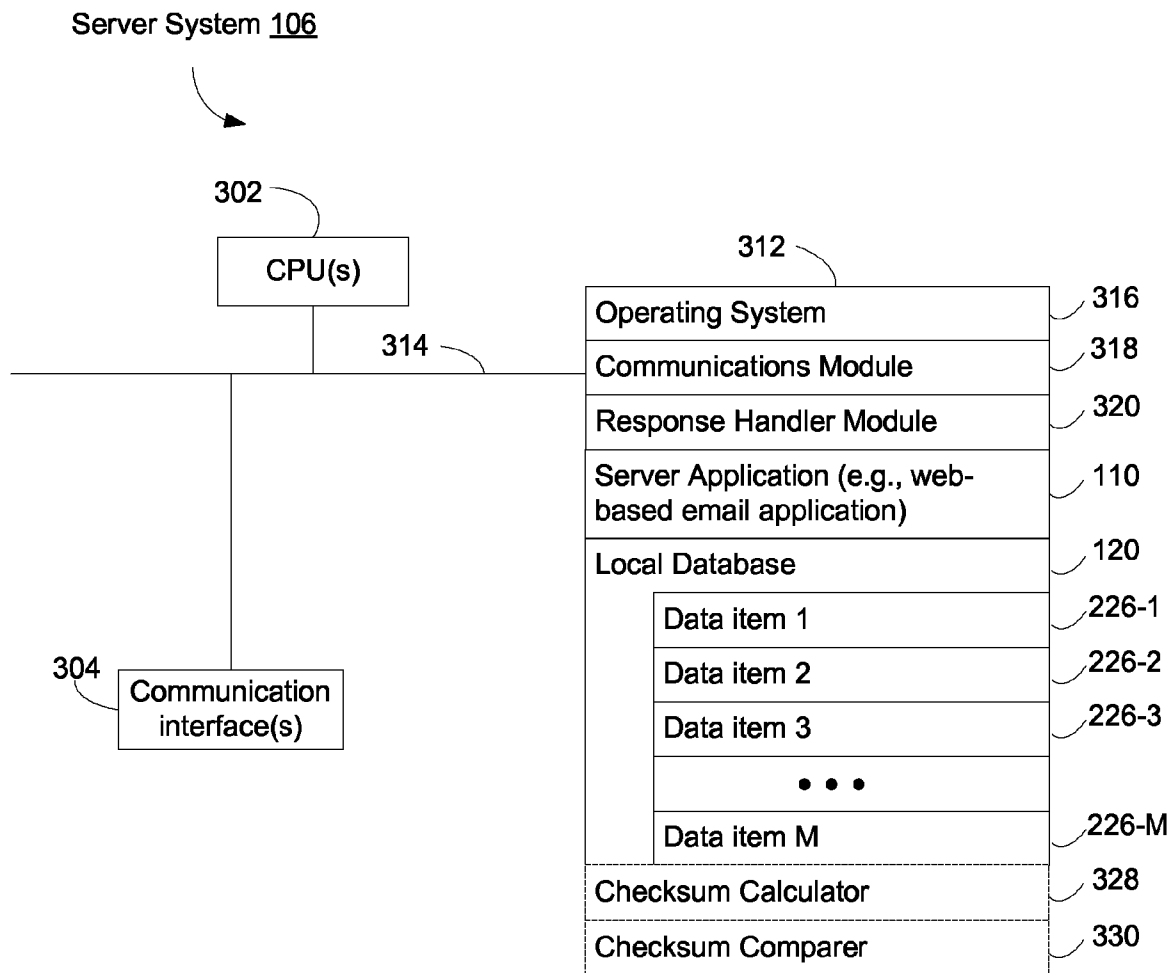 Server System 106
302
CPU(s)
312
314
304
Communication
interface(s)
Operating System 316
Communications Module 318
Response Handler Module 320
Server Application (e.g., web-
based email application) 110
Local Database 120
Data item 1 226-1
Data item 2 226-2
Data item 3 226-3
• • •
Data item M 226-M
Checksum Calculator 328
Checksum Comparer 330